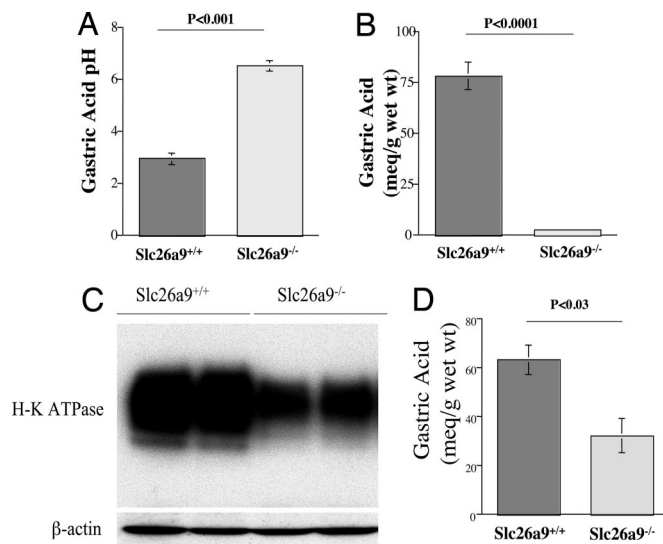 A
P<0.001
Gastric Acid pH
8
6
4
2
0
Slc26a9+/+
Slc26a9-/-
B
P<0.0001
Gastric Acid
(meq/g wet wt)
100
75
50
25
0
Slc26a9+/+
Slc26a9-/-
C
Slc26a9+/+
Slc26a9-/-
H-K ATPase
β-actin
D
P<0.03
Gastric Acid
(meq/g wet wt)
80
60
40
20
0
Slc26a9+/+
Slc26a9-/-